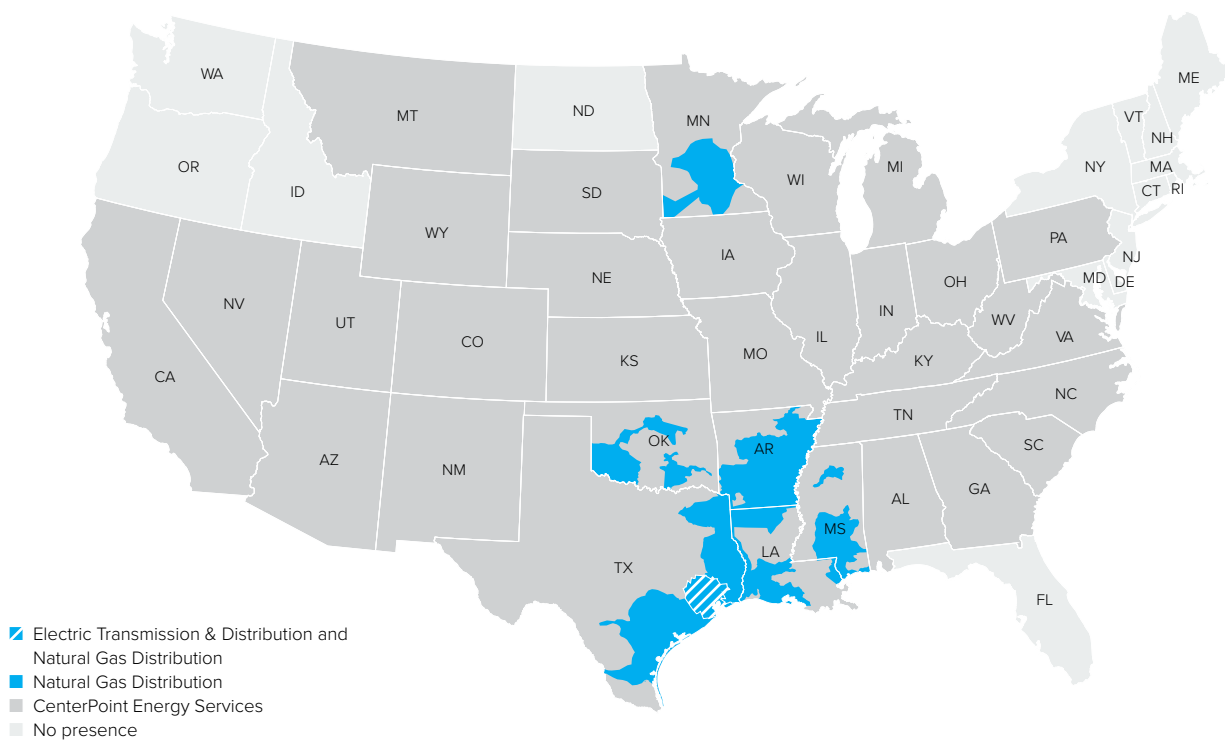 WA
MT
ND
MN
ME
VT
NH
OR
ID
SD
WI
MI
NY
MA
CT
RI
WY
IA
PA
NE
NJ
NV
UT
CO
IL
IN
OH
MD
DE
KS
MO
WV
VA
CA
KY
NC
AZ
NM
OK
AR
TN
SC
AL
GA
MS
TX
LA
FL
Electric Transmission & Distribution and
Natural Gas Distribution
Natural Gas Distribution
CenterPoint Energy Services
No presence